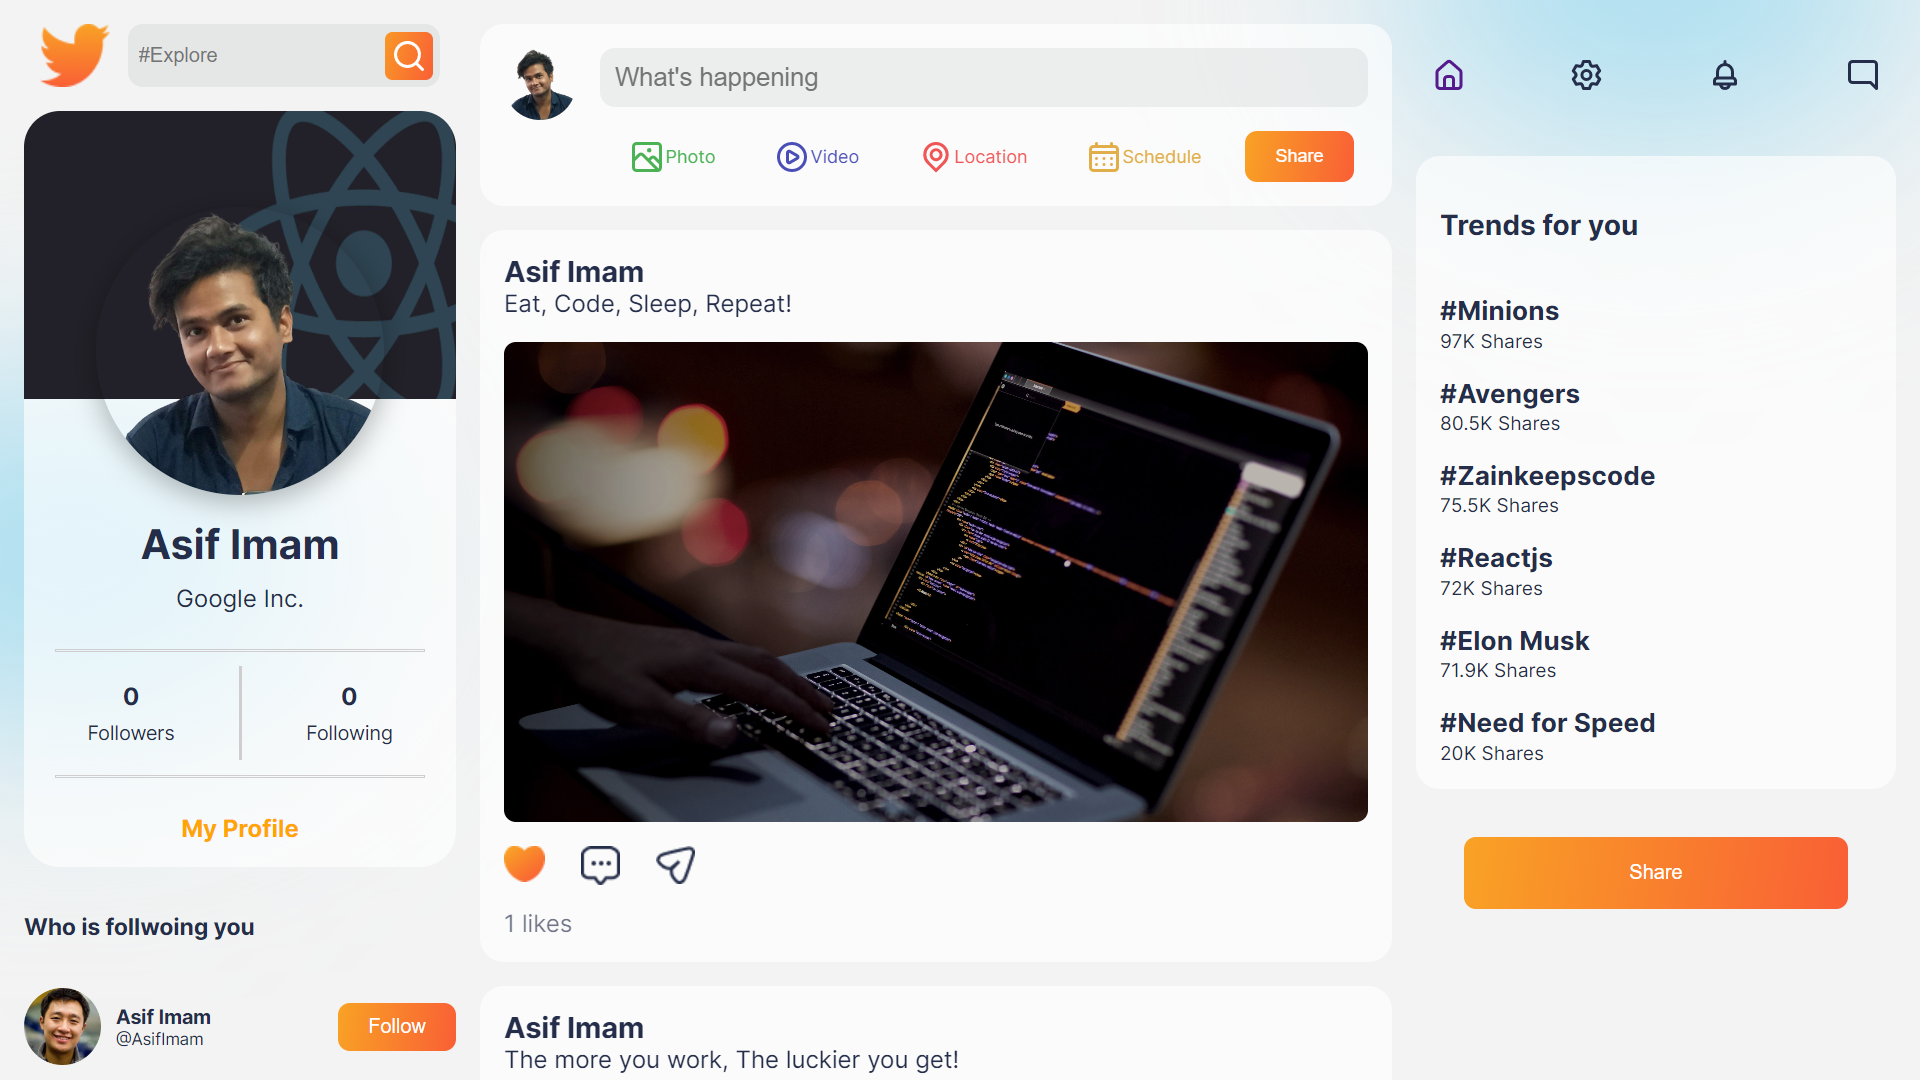 #Explore
Asif Imam
Google Inc.
0
Followers
0
Following
My Profile
Who is follwoing you
Asif Imam
@AsifImam
Follow
What's happening
Photo
Video
Location
Schedule
Share
Asif Imam
Eat, Code, Sleep, Repeat!
1 likes
Asif Imam
The more you work, The luckier you get!
Trends for you
#Minions
97K Shares
#Avengers
80.5K Shares
#Zainkeepscode
75.5K Shares
#Reactjs
72K Shares
#Elon Musk
71.9K Shares
#Need for Speed
20K Shares
Share